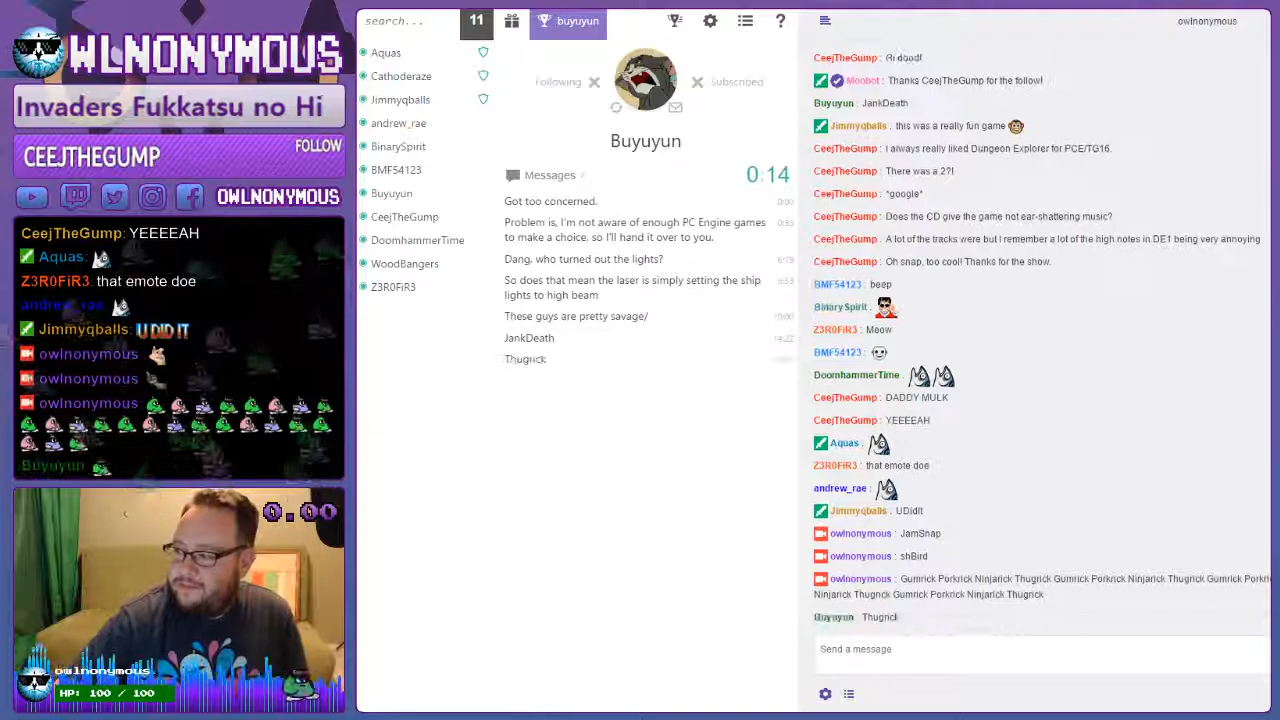 WLNONYMOUS
Invaders Fukkatsu no Hi
CEEJTHEGUMP
FOLLOW
OWLNONYMOUS
CeejTheGump: YEEEEAH
Aquas:
Z3R0FiR3: that emote doe
andrew_rae
Jimmyqballs: U DID IT
owlnonymous
owlnonymous
owlnonymous
Buyuyun
0.00
owlnonymous
HP: 100 / 100
search...
11
buyuyun
?
Aquas
Cathoderaze
Jimmyqballs
andrew_rae
BinarySpirit
BMF54123
Buyuyun
CeejTheGump
DoomhammerTime
WoodBangers
Z3R0FiR3
Following
Subscribed
Buyuyun
Messages
0:14
Got too concerned. 0:00
Problem is, I'm not aware of enough PC Engine games
to make a choice, so I'll hand it over to you.
Dang, who turned out the lights?
So does that mean the laser is simply setting the ship
lights to high beam
These guys are pretty savage/
JankDeath
Thugrick
owlnonymous
CeejTheGump: dood!
Moobot: Thanks CeejTheGump for the follow!
Buyuyun: JankDeath
Jimmyqballs: this was a really fun game
CeejTheGump: I always really liked Dungeon Explorer for PCE/TG16.
CeejTheGump: There was a 2?!
CeejTheGump: *google*
CeejTheGump: Does the CD give the game not ear-shattering music?
CeejTheGump: A lot of the tracks were but I remember a lot of the high notes in DE1 being very annoying
CeejTheGump: Oh snap, too cool! Thanks for the show.
BMF54123: beep
BinarySpirit:
Z3R0FiR3: Meow
BMF54123:
DoomhammerTime:
CeejTheGump: DADDY MULK
CeejTheGump: YEEEEAH
Aquas:
Z3R0FiR3: that emote doe
andrew_rae:
Jimmyqballs: UDidIt
owlnonymous: JamSnap
owlnonymous: shBird
owlnonymous: Gumrick Porkrick Ninjarick Thugrick Gumrick Porkrick Ninjarick Thugrick Gumrick Porkri
Ninjarick Thugrick Gumrick Porkrick Ninjarick Thugrick
Buyuyun Thugrick
Send a message